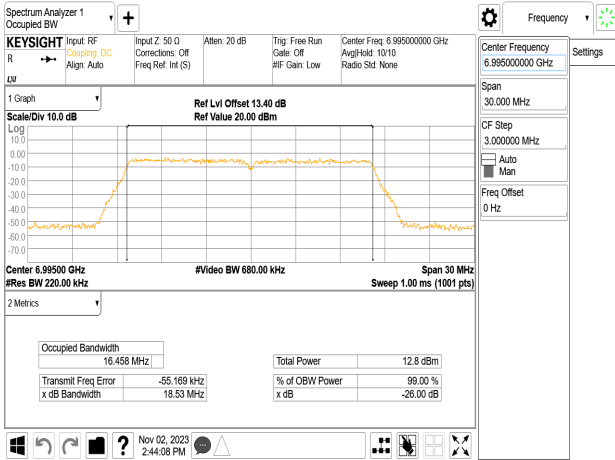 Spectrum Analyzer 1
Occupied BW
Frequency
KEYSIGHT
R
LXI
Input: RF
Coupling: DC
Align: Auto
Input Z: 50 Ω
Corrections: Off
Freq Ref: Int (S)
Atten: 20 dB
Trig: Free Run
Gate: Off
#IF Gain: Low
Center Freq: 6.995000000 GHz
Avg|Hold: 10/10
Radio Std: None
Center Frequency
6.995000000 GHz
Settings
Span
30.000 MHz
CF Step
3.000000 MHz
Auto
Man
Freq Offset
0 Hz
1 Graph
Scale/Div 10.0 dB
Ref Lvl Offset 13.40 dB
Ref Value 20.00 dBm
Log
10.0
0.00
-10.0
-20.0
-30.0
-40.0
-50.0
-60.0
-70.0
Center 6.99500 GHz
#Video BW 680.00 kHz
Span 30 MHz
#Res BW 220.00 kHz
Sweep 1.00 ms (1001 pts)
2 Metrics
Occupied Bandwidth
16.458 MHz
Total Power 12.8 dBm
Transmit Freq Error -55.169 kHz
% of OBW Power 99.00 %
x dB Bandwidth 18.53 MHz
x dB -26.00 dB
Nov 02, 2023
2:44:08 PM